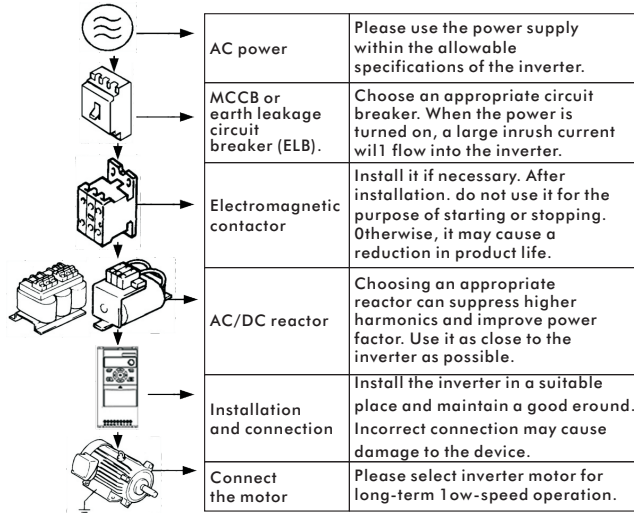 AC power
Please use the power supply
within the allowable
specifications of the inverter.
MCCB or
earth leakage
circuit
breaker (ELB).
Choose an appropriate circuit
breaker. When the power is
turned on, a large inrush current
wil1 flow into the inverter.
Electromagnetic
contactor
Install it if necessary. After
installation. do not use it for the
purpose of starting or stopping.
0therwise, it may cause a
reduction in product life.
AC/DC reactor
Choosing an appropriate
reactor can suppress higher
harmonics and improve power
factor. Use it as close to the
inverter as possible.
Installation
and connection
Install the inverter in a suitable
place and maintain a good eround.
Incorrect connection may cause
damage to the device.
Connect
the motor
Please select inverter motor for
long-term 1ow-speed operation.